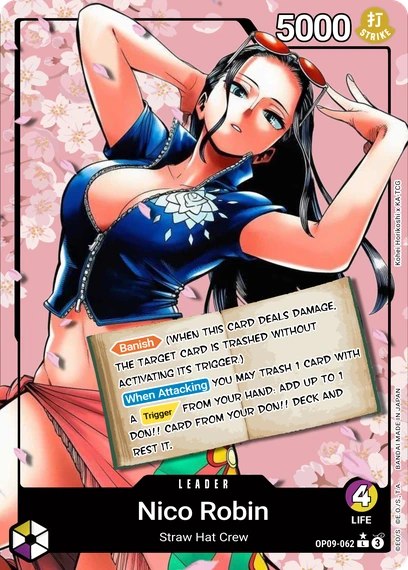 5000
打
STRIKE
Kohei Horikoshi x KA.TCG
Banish (WHEN THIS CARD DEALS DAMAGE,
THE TARGET CARD IS TRASHED WITHOUT
ACTIVATING ITS TRIGGER.)
When Attacking YOU MAY TRASH 1 CARD WITH
A Trigger FROM YOUR HAND: ADD UP TO 1
DON!! CARD FROM YOUR DON!! DECK AND
REST IT.
©E.O./S. ©E.O./S.,T.A BANDAI MADE IN JAPAN
LEADER
Nico Robin
Straw Hat Crew
4
LIFE
OP09-062 L 3